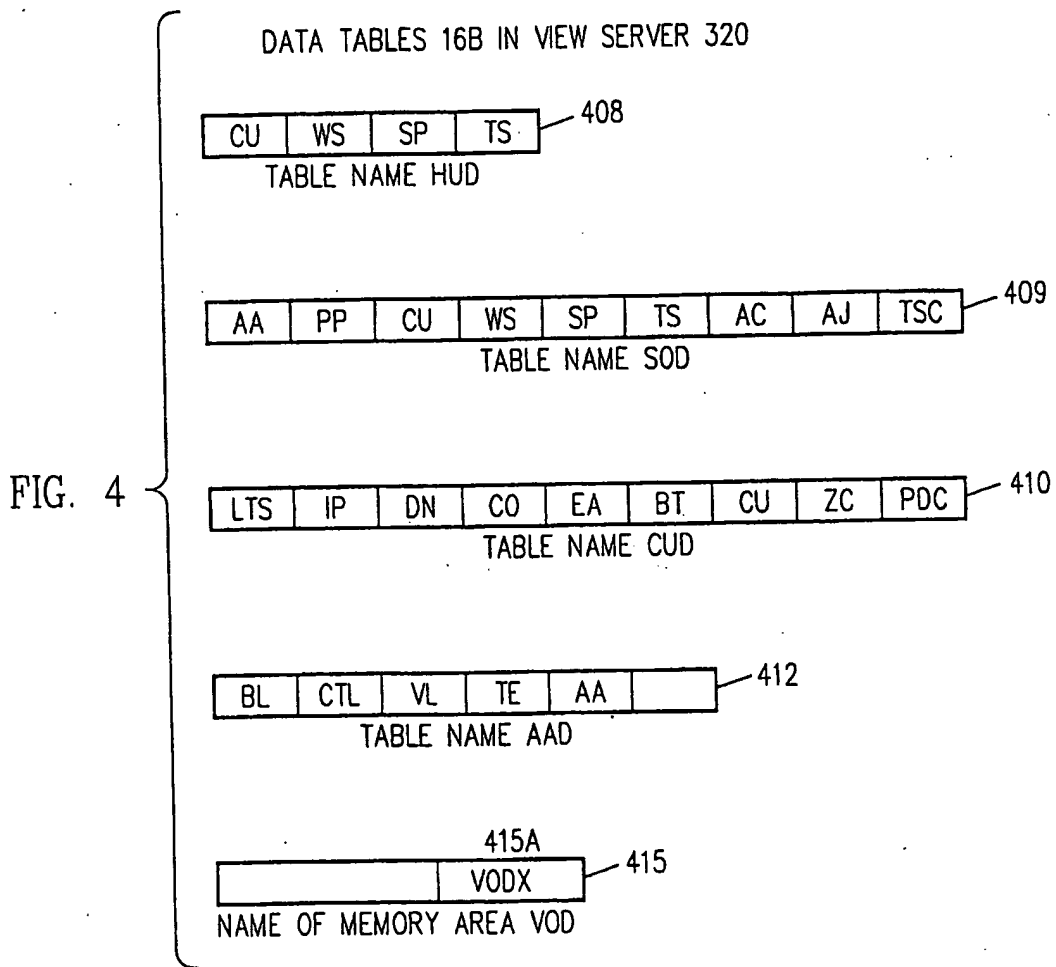 DATA TABLES 16B IN VIEW SERVER 320
CU WS SP TS 408
TABLE NAME HUD
AA PP CU WS SP TS AC AJ TSC 409
TABLE NAME SOD
FIG. 4
LTS IP DN CO EA BT CU ZC PDC 410
TABLE NAME CUD
BL CTL VL TE AA 412
TABLE NAME AAD
415A
VODX 415
NAME OF MEMORY AREA VOD